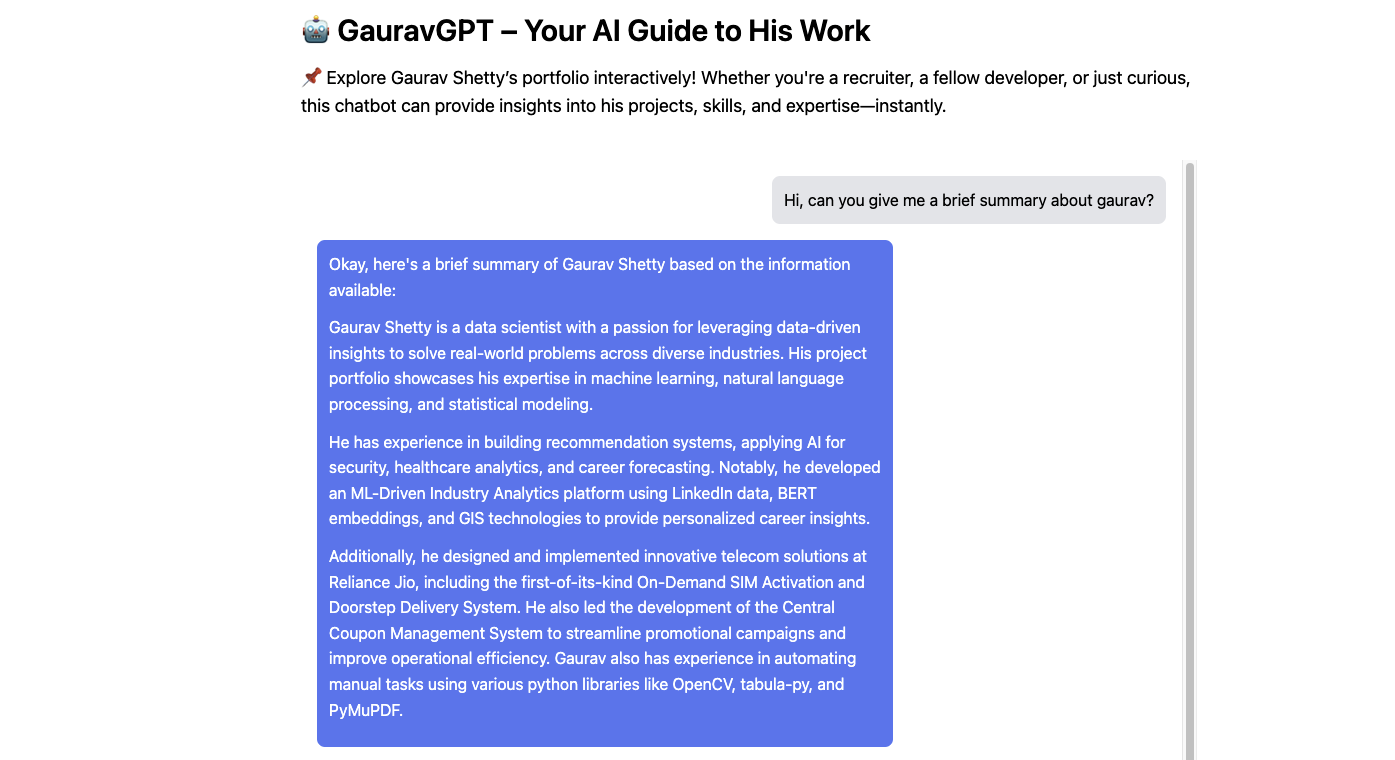 🤖 GauravGPT – Your AI Guide to His Work
📌 Explore Gaurav Shetty’s portfolio interactively! Whether you're a recruiter, a fellow developer, or just curious,
this chatbot can provide insights into his projects, skills, and expertise—instantly.
Hi, can you give me a brief summary about gaurav?
Okay, here's a brief summary of Gaurav Shetty based on the information
available:
Gaurav Shetty is a data scientist with a passion for leveraging data-driven
insights to solve real-world problems across diverse industries. His project
portfolio showcases his expertise in machine learning, natural language
processing, and statistical modeling.
He has experience in building recommendation systems, applying AI for
security, healthcare analytics, and career forecasting. Notably, he developed
an ML-Driven Industry Analytics platform using LinkedIn data, BERT
embeddings, and GIS technologies to provide personalized career insights.
Additionally, he designed and implemented innovative telecom solutions at
Reliance Jio, including the first-of-its-kind On-Demand SIM Activation and
Doorstep Delivery System. He also led the development of the Central
Coupon Management System to streamline promotional campaigns and
improve operational efficiency. Gaurav also has experience in automating
manual tasks using various python libraries like OpenCV, tabula-py, and
PyMuPDF.